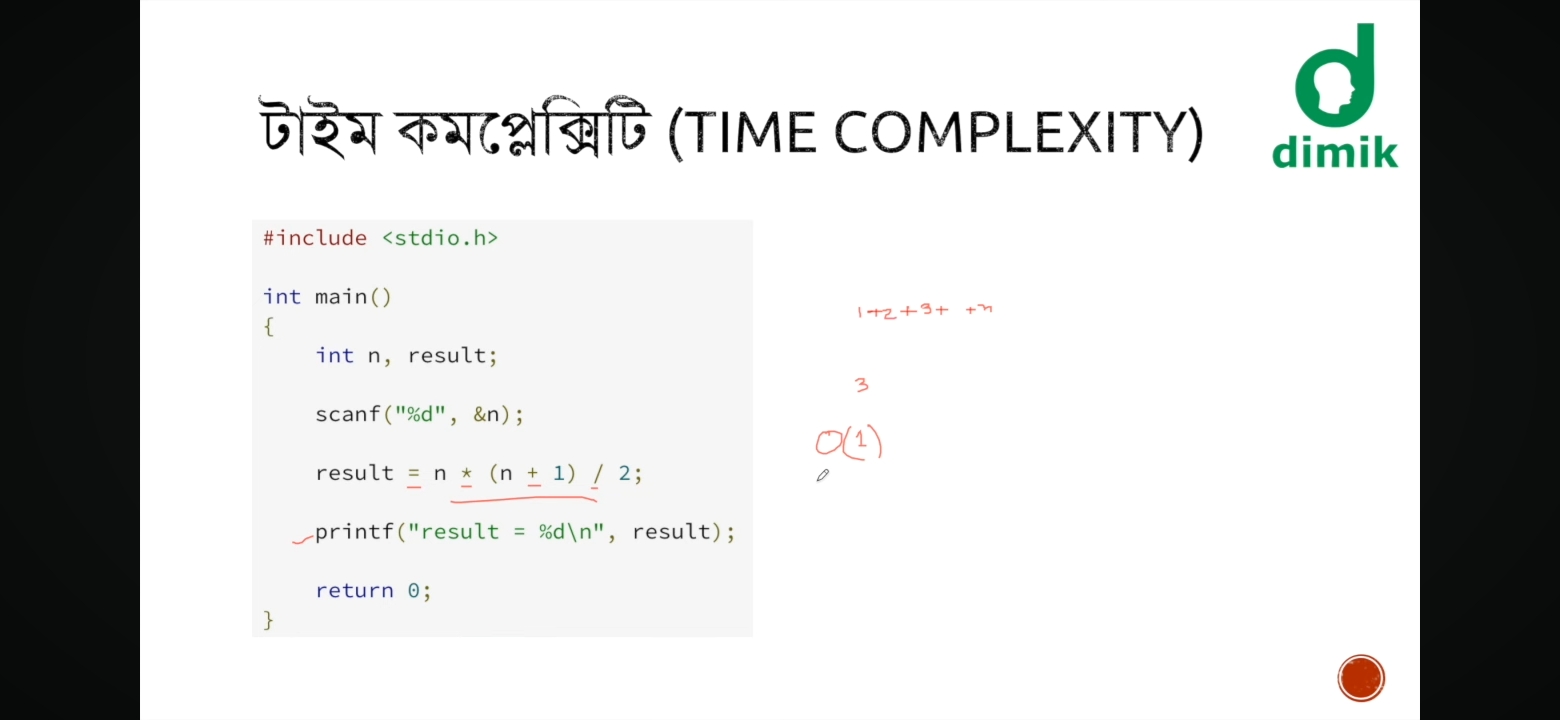 টাইম কমপ্লেক্সিটি (TIME COMPLEXITY)
dimik
#include <stdio.h>
int main()
{
int n, result;
scanf("%d", &n);
result = n * (n + 1) / 2;
printf("result = %d\n", result);
return 0;
}
1+2+3+ +n
3
O(1)